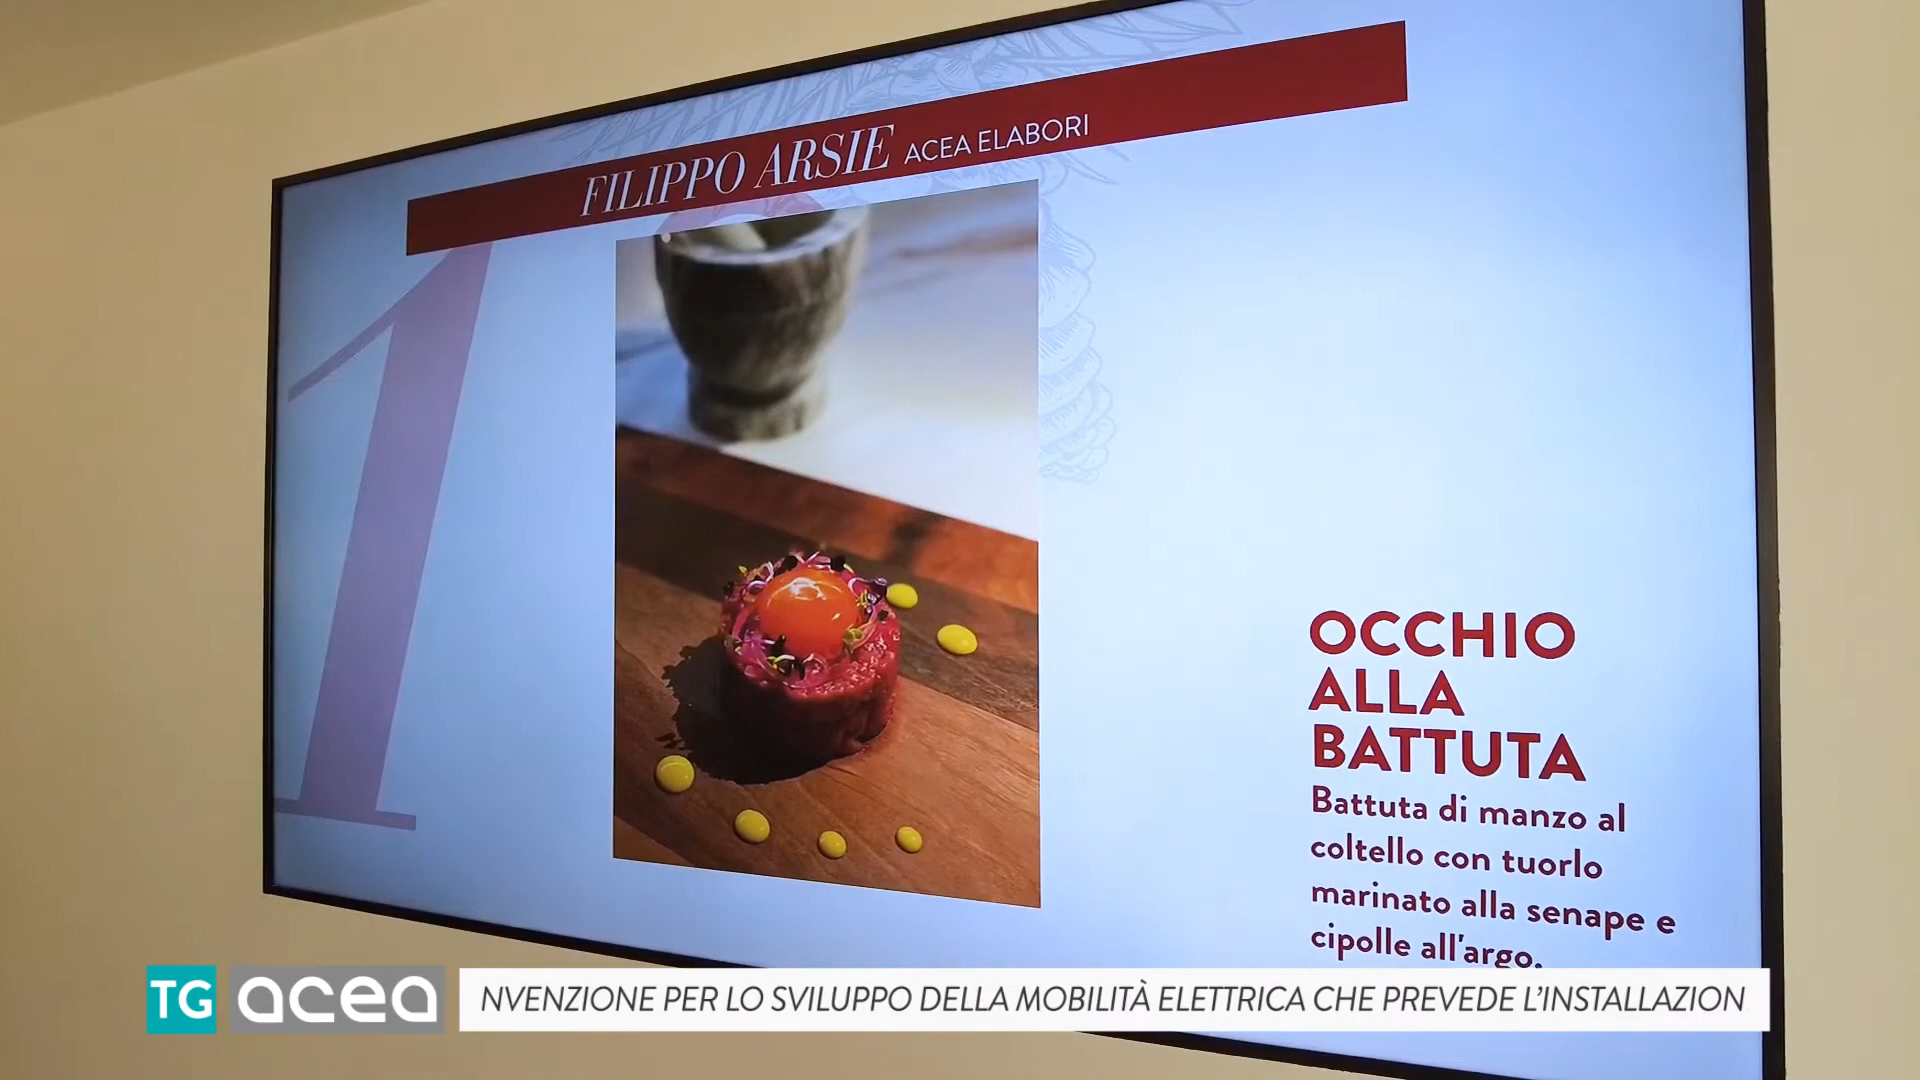 FILIPPO ARSIE ACEA ELABORI
1°
OCCHIO
ALLA
BATTUTA
Battuta di manzo al
coltello con tuorlo
marinato alla senape e
cipolle all'argo.
TG acea NVENZIONE PER LO SVILUPPO DELLA MOBILITÀ ELETTRICA CHE PREVEDE L'INSTALLAZION